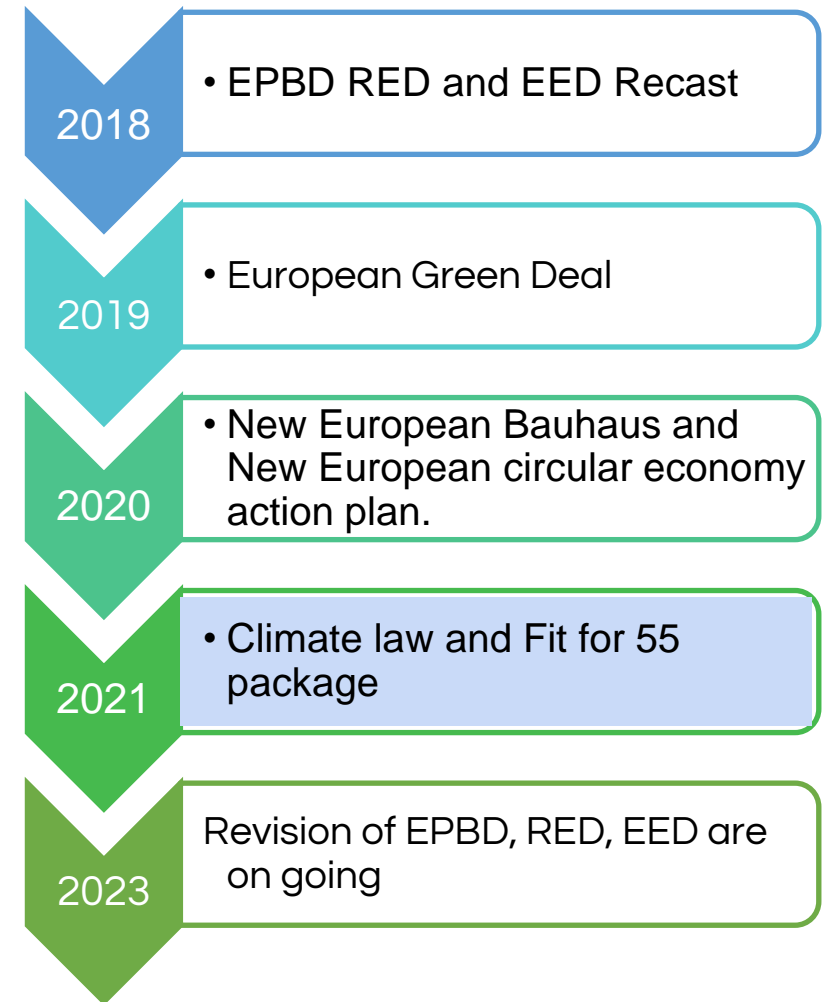 2018
• EPBD RED and EED Recast
2019
• European Green Deal
2020
• New European Bauhaus and
New European circular economy
action plan.
2021
• Climate law and Fit for 55
package
2023
Revision of EPBD, RED, EED are
on going